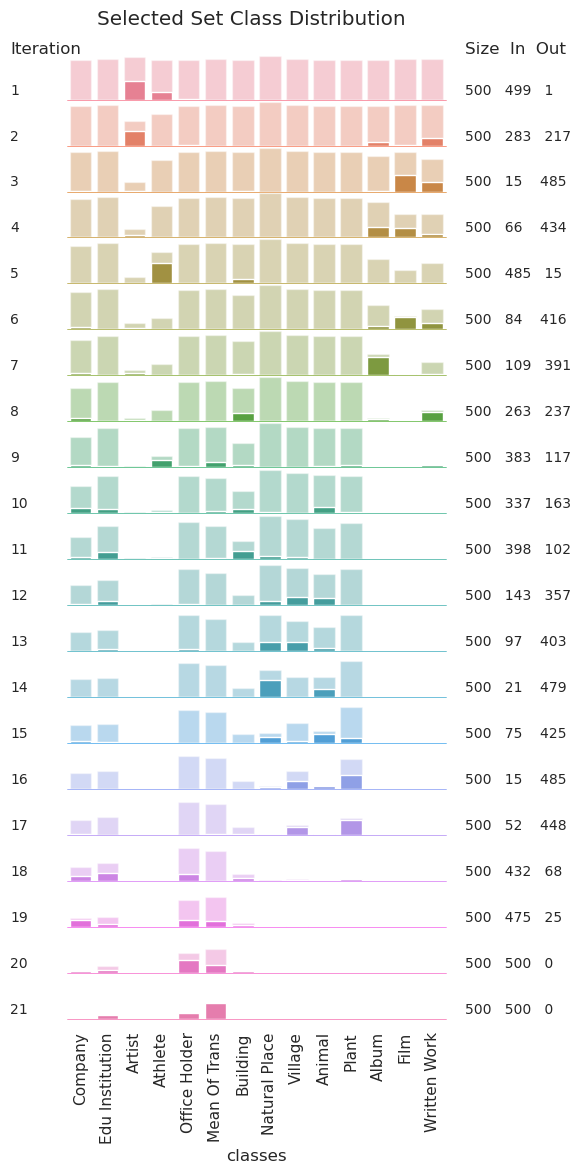 Selected Set Class Distribution
Iteration Size In Out
1 500 499 1
2 500 283 217
3 500 15 485
4 500 66 434
5 500 485 15
6 500 84 416
7 500 109 391
8 500 263 237
9 500 383 117
10 500 337 163
11 500 398 102
12 500 143 357
13 500 97 403
14 500 21 479
15 500 75 425
16 500 15 485
17 500 52 448
18 500 432 68
19 500 475 25
20 500 500 0
21 500 500 0
Company
Edu Institution
Artist
Athlete
Office Holder
Mean Of Trans
Building
Natural Place
Village
Animal
Plant
Album
Film
Written Work
classes